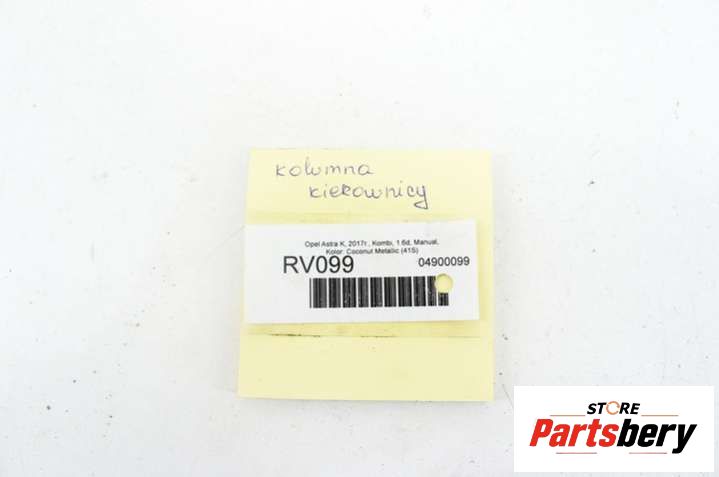 kolumna
kierownicy
Opel Astra K, 2017r., Kombi, 1.6d, Manual,
Kolor: Coconut Metallic (41S)
RV099 04900099
STORE
Partsbery